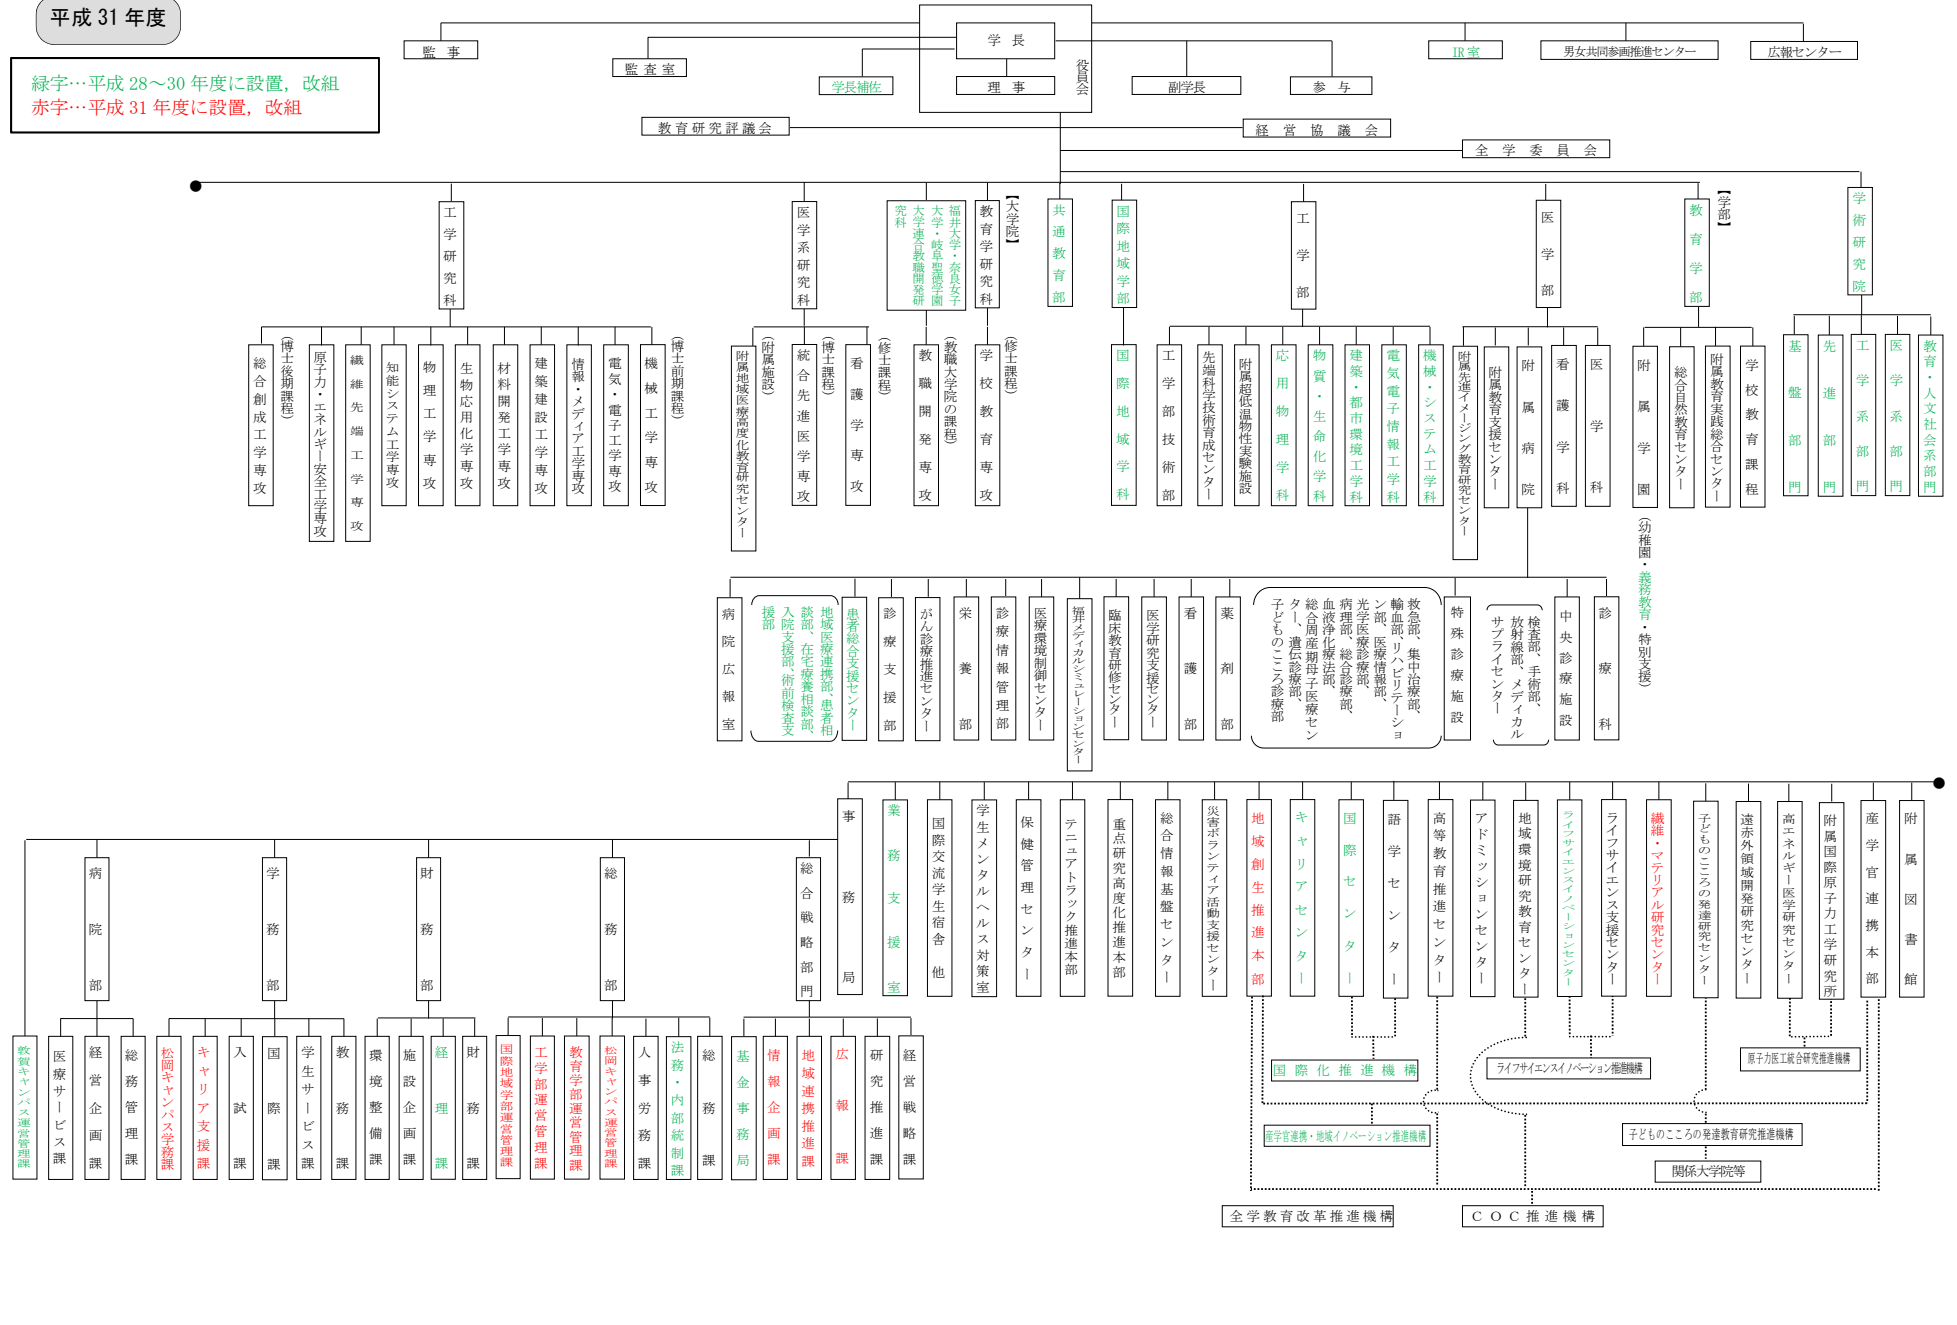 平成 31 年度
緑字…平成 28～30 年度に設置，改組
赤字…平成 31 年度に設置，改組
監 事
監 査 室
学長補佐
学 長
理 事
役員会
副学長
参 与
IR室
男女共同参画推進センター
広報センター
教育研究評議会
経 営 協 議 会
全 学 委 員 会
工学研究科
医学系研究科
福井大学・奈良女子
大学・岐阜聖徳学園
大学連合教職開発研
究科
教育学研究科
【大学院】
共通教育部
国際地域学部
工学部
医学部
教育学部
【学部】
学術研究院
総合創成工学専攻
（博士後期課程）
原子力・エネルギー安全工学専攻
繊維先端工学専攻
知能システム工学専攻
物理工学専攻
生物応用化学専攻
材料開発工学専攻
建築建設工学専攻
情報・メディア工学専攻
電気・電子工学専攻
機械工学専攻
（博士前期課程）
附属地域医療高度化教育研究センター
（附属施設）
統合先進医学専攻
（博士課程）
看護学専攻
（修士課程）
教職開発専攻
（教職大学院の課程）
学校教育専攻
（修士課程）
国際地域学科
工学部技術部
先端科学技術育成センター
附属超低温物性実験施設
応用物理学科
物質・生命化学科
建築・都市環境工学科
電気電子情報工学科
機械・システム工学科
附属先進イメージング教育研究センター
附属教育支援センター
附属病院
看護学科
医学科
附属学園
（幼稚園・義務教育・特別支援）
総合自然教育センター
附属教育実践総合センター
学校教育課程
基盤部門
先進部門
工学系部門
医学系部門
教育・人文社会系部門
病院広報室
患者総合支援センター
地域医療連携部、患者相
談部、在宅療養相談部、
入院支援部、術前検査支
援部
診療支援部
がん診療推進センター
栄養部
診療情報管理部
医療環境制御センター
福井メディカルシミュレーションセンター
臨床教育研修センター
医学研究支援センター
看護部
薬剤部
特殊診療施設
救急部、集中治療部、
輸血部、リハビリテーショ
ン部、医療情報部、
光学医療診療部、
病理部、総合診療部、
血液浄化療法部、
総合周産期母子医療セン
ター、遺伝診療部、
子どものこころ診療部
中央診療施設
検査部、手術部、
放射線部、メディカル
サプライセンター
診療科
事務局
業務支援室
国際交流学生宿舎 他
学生メンタルヘルス対策室
保健管理センター
テニュアトラック推進本部
重点研究高度化推進本部
総合情報基盤センター
災害ボランティア活動支援センター
地域創生推進本部
キャリアセンター
国際センター
語学センター
高等教育推進センター
アドミッションセンター
地域環境研究教育センター
ライフサイエンスイノベーションセンター
ライフサイエンス支援センター
繊維・マテリアル研究センター
子どものこころの発達研究センター
遠赤外領域開発研究センター
高エネルギー医学研究センター
附属国際原子力工学研究所
産学官連携本部
附属図書館
病院部
学務部
財務部
総務部
総合戦略部門
敦賀キャンパス運営管理課
医療サービス課
経営企画課
総務管理課
松岡キャンパス学務課
キャリア支援課
入試課
国際課
学生サービス課
教務課
環境整備課
施設企画課
経理課
財務課
国際地域学部運営管理課
工学部運営管理課
教育学部運営管理課
松岡キャンパス運営管理課
人事労務課
法務・内部統制課
総務課
基金事務局
情報企画課
地域連携推進課
広報課
研究推進課
経営戦略課
国際化推進機構
ライフサイエンスイノベーション推進機構
原子力医工統合研究推進機構
産学官連携・地域イノベーション推進機構
子どものこころの発達教育研究推進機構
関係大学院等
全学教育改革推進機構
ＣＯＣ推進機構